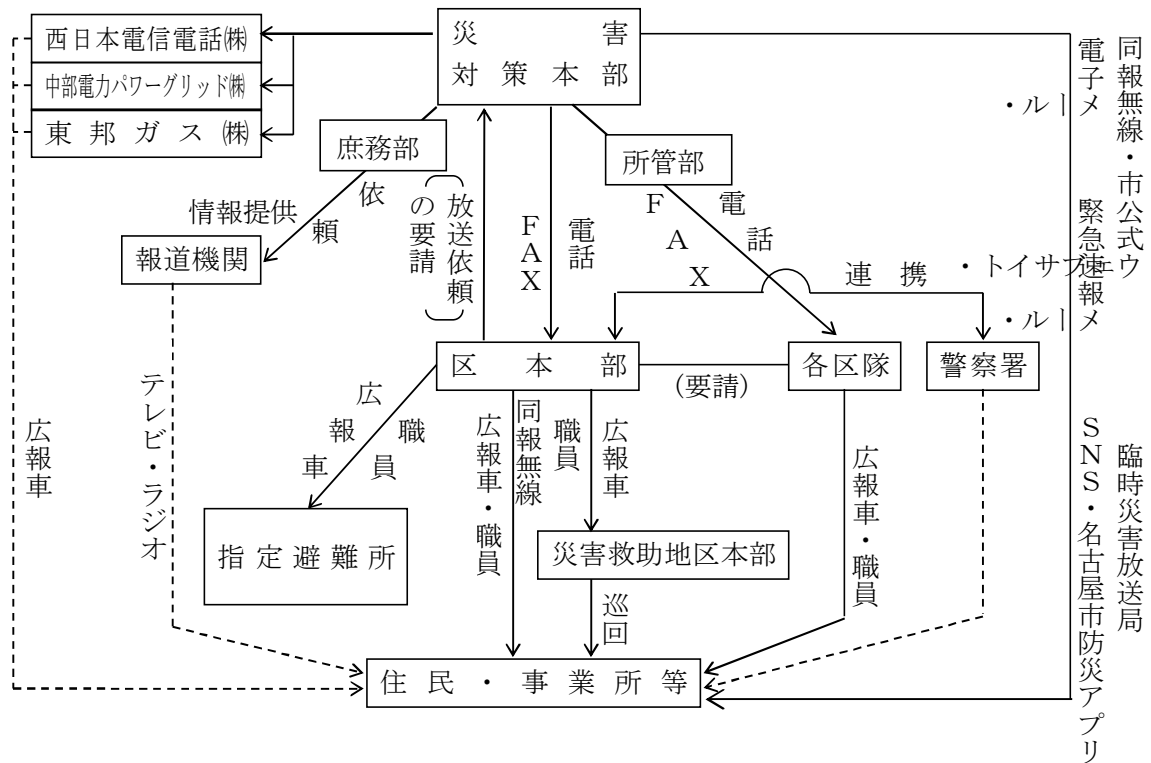 西日本電信電話㈱
中部電力パワーグリッド㈱
東邦ガス㈱
災害
対策本部
庶務部
所管部
情報提供
依頼
報道機関
放送依頼
の要請
電話
FAX
電話
FAX
連携
区本部
(要請)
各区隊
警察署
テレビ・ラジオ
広報車
広報車
職員
同報無線
広報車・職員
広報車
職員
広報車・職員
指定避難所
災害救助地区本部
巡回
住民・事業所等
同報無線・市公式ウェブサイト・
電子メール・
緊急速報メール・
臨時災害放送局
SNS・名古屋市防災アプリ